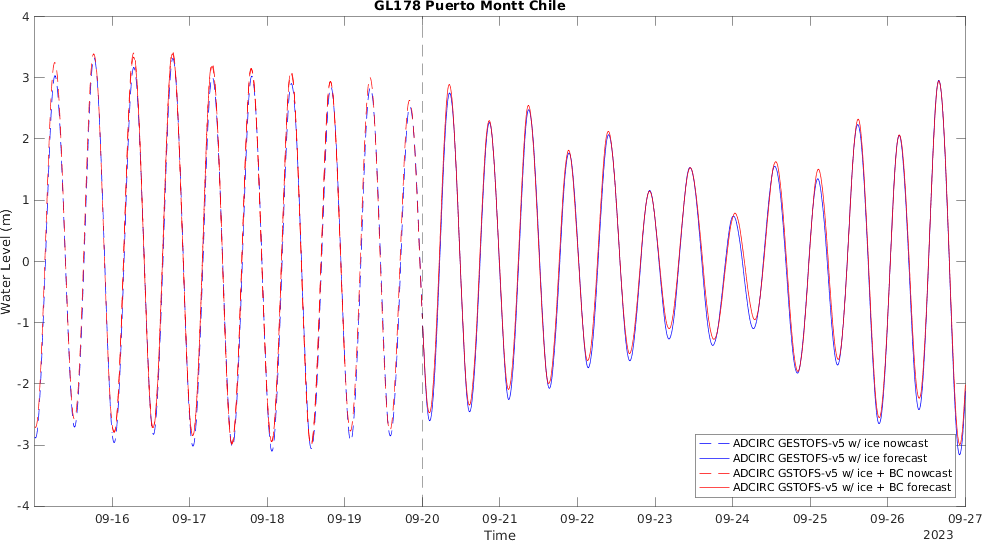 GL178 Puerto Montt Chile
4
3
2
1
0
-1
-2
-3
-4
Water Level (m)
ADCIRC GESTOFS-v5 w/ ice nowcast
ADCIRC GESTOFS-v5 w/ ice forecast
ADCIRC GSTOFS-v5 w/ ice + BC nowcast
ADCIRC GSTOFS-v5 w/ ice + BC forecast
09-16 09-17 09-18 09-19 09-20 09-21 09-22 09-23 09-24 09-25 09-26 09-27
Time
2023